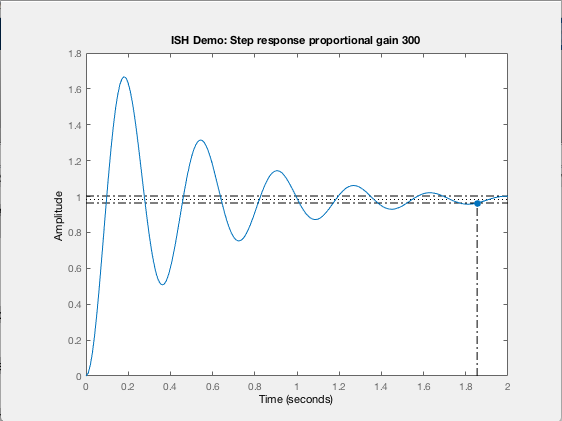 ISH Demo: Step response proportional gain 300
1.8
1.6
1.4
1.2
1
0.8
0.6
0.4
0.2
0
Amplitude
0 0.2 0.4 0.6 0.8 1 1.2 1.4 1.6 1.8 2
Time (seconds)